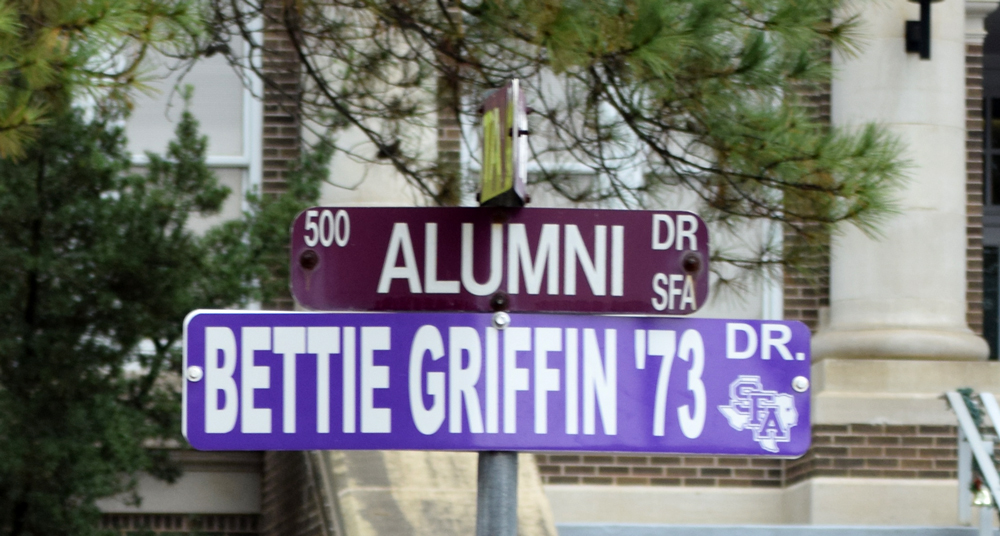 500 ALUMNI DR
SFA
BETTIE GRIFFIN '73 DR.
SFA